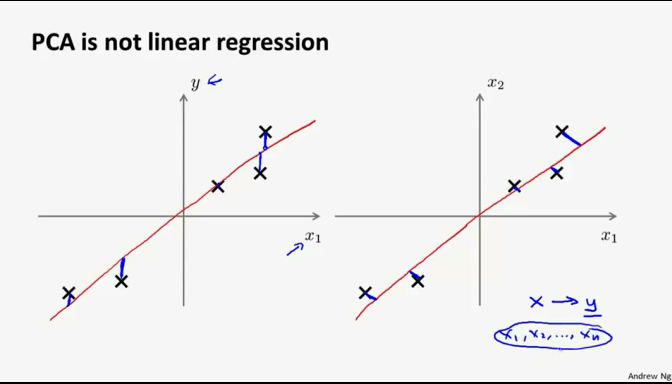 PCA is not linear regression
y
x₂
x₁
x₁
x → y
x₁, x₂, ..., xₙ
Andrew Ng